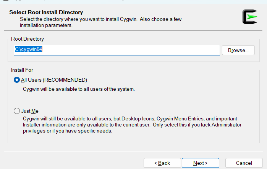 Select Root Install Directory
Select the directory where you want to install Cygwin. Also choose a few
installation parameters.
Root Directory
C:\cygwin64
Browse...
Install For
All Users (RECOMMENDED)
Cygwin will be available to all users of the system.
Just Me
Cygwin will still be available to all users, but Desktop Icons, Cygwin Menu Entries, and important
Installer information are only available to the current user. Only select this if you lack Administrator
privileges or if you have specific needs.
<Back
Next>
Cancel